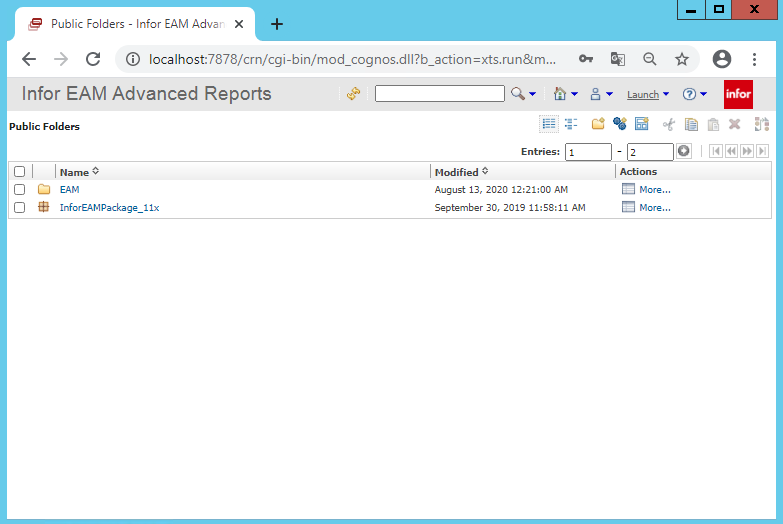 Public Folders - Infor EAM Advan
localhost:7878/crn/cgi-bin/mod_cognos.dll?b_action=xts.run&m...
Infor EAM Advanced Reports
Launch
infor
Public Folders
Entries: 1 - 2
Name Modified Actions
EAM August 13, 2020 12:21:00 AM More...
InforEAMPackage_11x September 30, 2019 11:58:11 AM More...